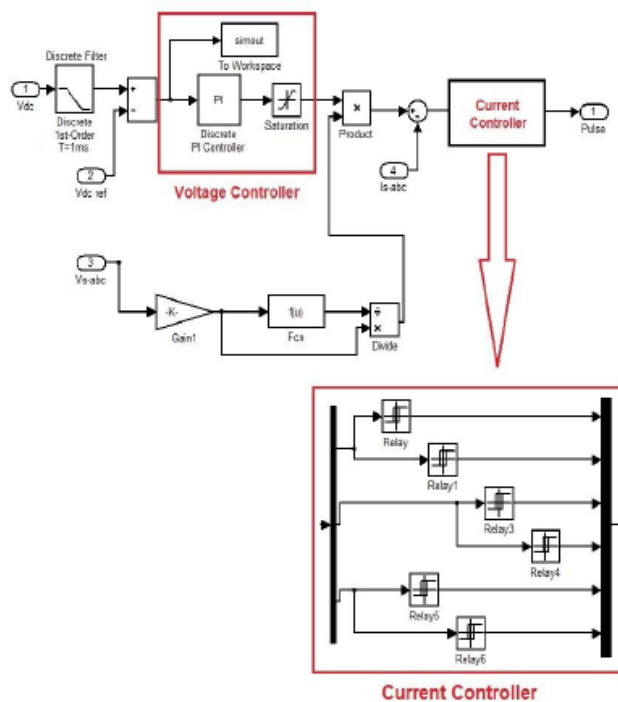 Discrete Filter
1
Vdc
Discrete
1st-Order
T=1ms
2
Vdc ref
+
-
simout
To Workspace
PI
Discrete
PI Controller
Saturation
Voltage Controller
×
Product
+
-
4
Is-abc
Current
Controller
1
Pulse
3
Vs-abc
-K-
Gain1
f(u)
Fcn
÷
×
Divide
Relay
Relay1
Relay3
Relay4
Relay5
Relay6
Current Controller